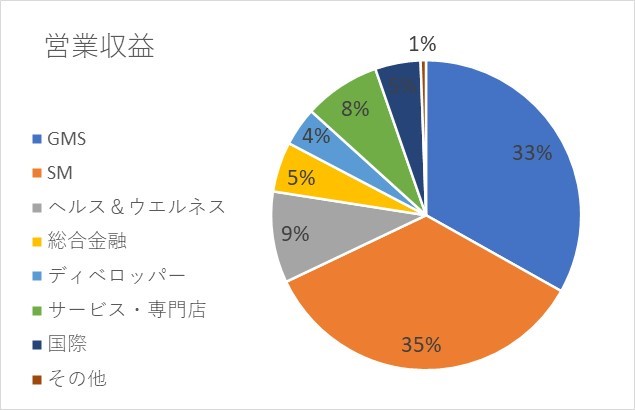 営業収益
1%
GMS
SM
ヘルス＆ウエルネス
総合金融
ディベロッパー
サービス・専門店
国際
その他
33%
35%
9%
5%
4%
8%
5%